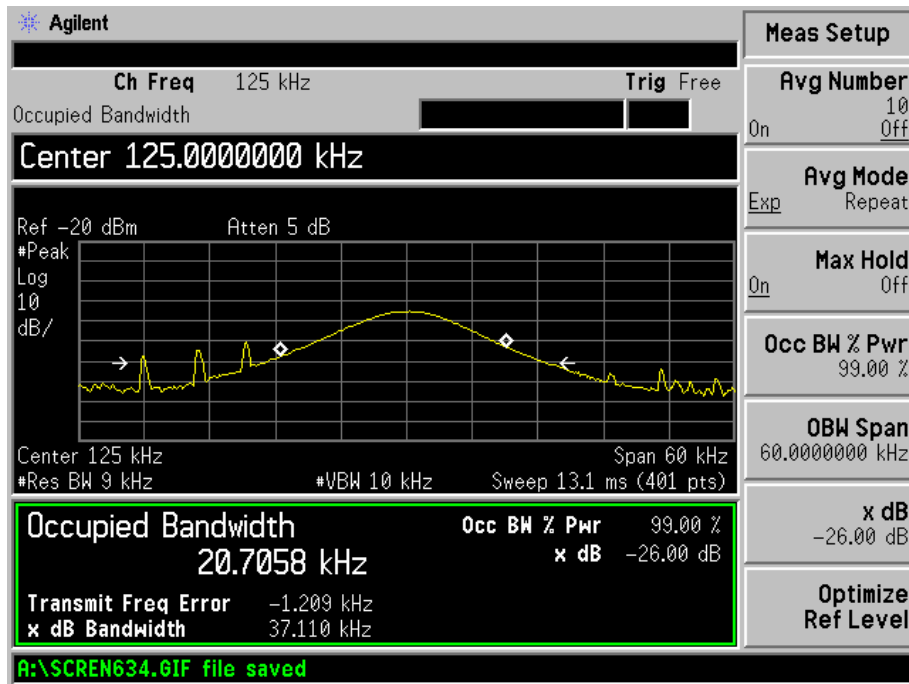 Agilent
Ch Freq 125 kHz Trig Free
Occupied Bandwidth
Center 125.0000000 kHz
Ref -20 dBm Atten 5 dB
#Peak
Log
10
dB/
Center 125 kHz Span 60 kHz
#Res BW 9 kHz #VBW 10 kHz Sweep 13.1 ms (401 pts)
Occupied Bandwidth Occ BW % Pwr 99.00 %
20.7058 kHz x dB -26.00 dB
Transmit Freq Error -1.209 kHz
x dB Bandwidth 37.110 kHz
A:\SCREN634.GIF file saved
Meas Setup
Avg Number
10
On Off
Avg Mode
Exp Repeat
Max Hold
On Off
Occ BW % Pwr
99.00 %
OBW Span
60.0000000 kHz
x dB
-26.00 dB
Optimize
Ref Level